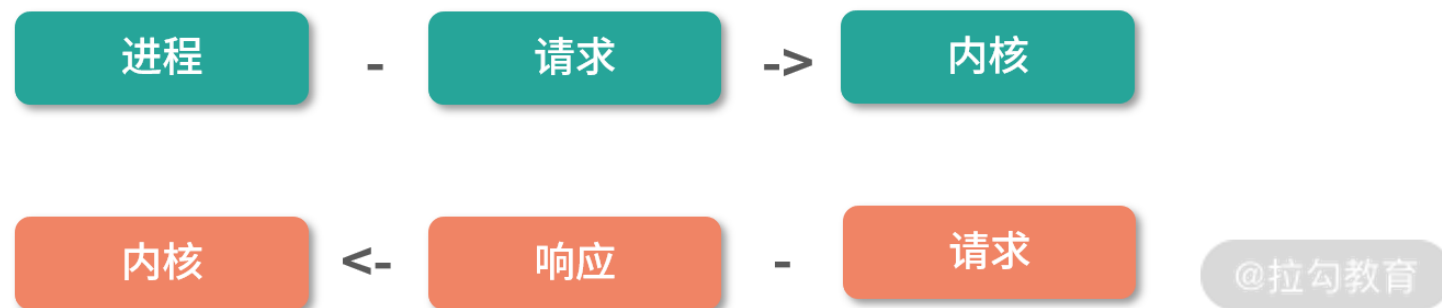 进程 - 请求 -> 内核
内核 <- 响应 - 请求
@拉勾教育